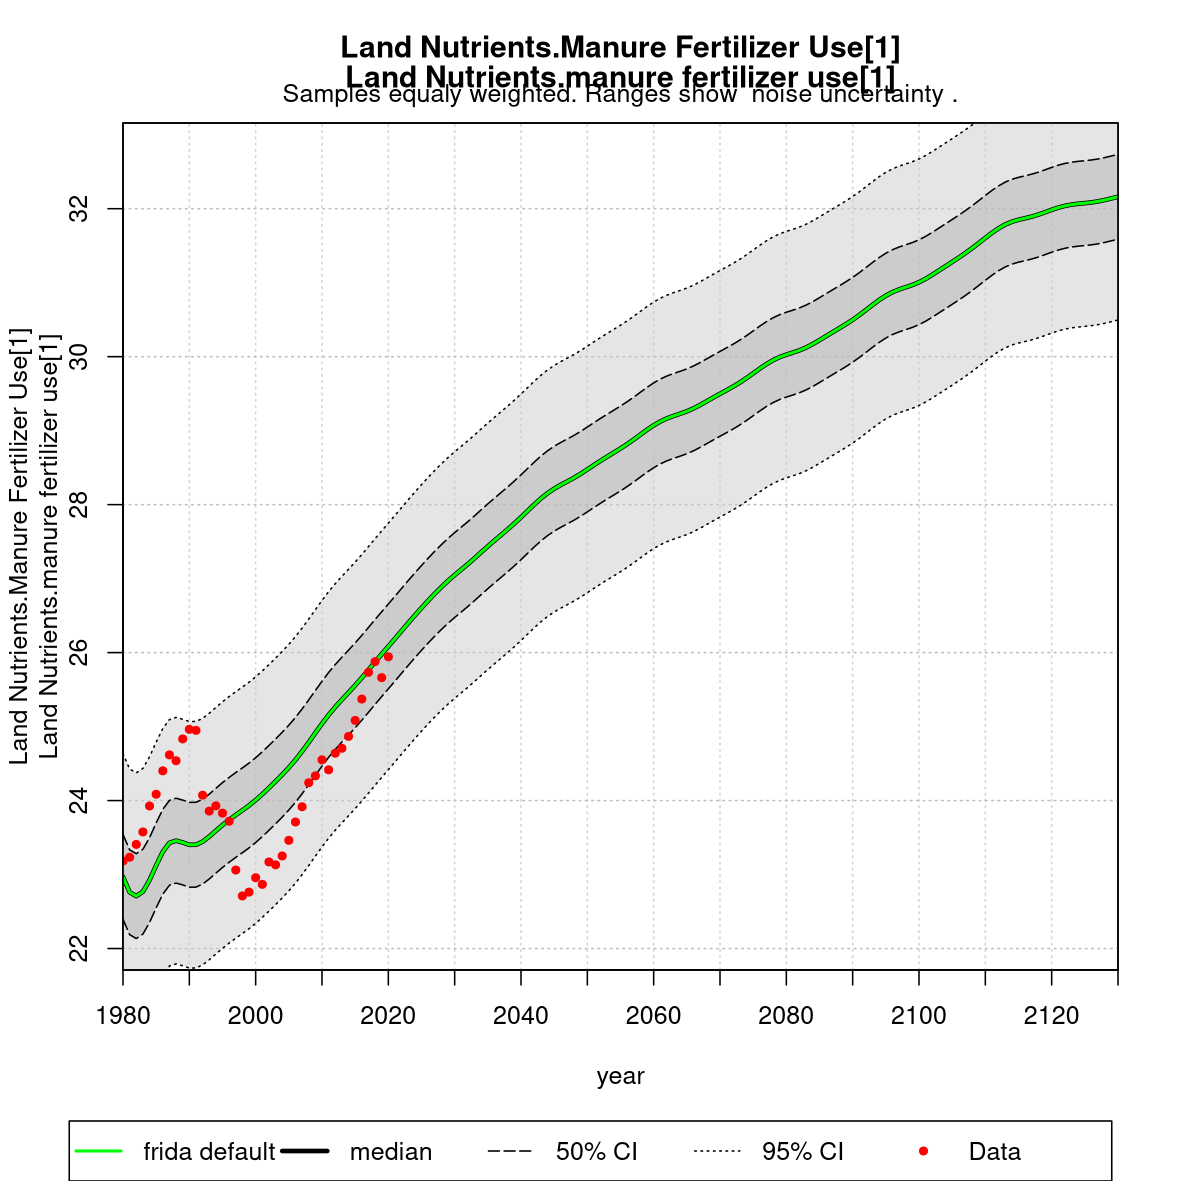 Land Nutrients.Manure Fertilizer Use[1]
Land Nutrients.manure fertilizer use[1]
Samples equaly weighted. Ranges show  noise uncertainty .
Land Nutrients.Manure Fertilizer Use[1]
Land Nutrients.manure fertilizer use[1]
32
30
28
26
24
22
1980 2000 2020 2040 2060 2080 2100 2120
year
frida default median 50% CI 95% CI Data